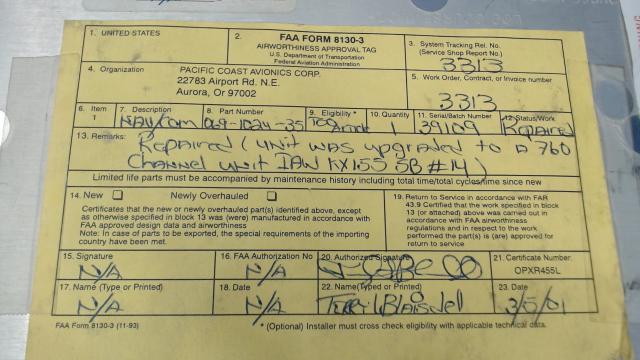 1. UNITED STATES
2.
FAA FORM 8130-3
AIRWORTHINESS APPROVAL TAG
U.S. Department of Transportation
Federal Aviation Administration
3. System Tracking Rel. No.
(Service Shop Report No.)
3313
4. Organization
PACIFIC COAST AVIONICS CORP.
22783 Airport Rd. N.E.
Aurora, Or 97002
5. Work Order, Contract, or Invoice number
3313
6. Item 7. Description 8. Part Number 9. Eligibility * 10. Quantity 11. Serial/Batch Number 12. Status/Work
1 NAV/Com 069-1024-35 1 39109 Repaired
13. Remarks:
Repaired (unit was upgraded to a 760
Channel unit IAW KX155 SB #14)
Limited life parts must be accompanied by maintenance history including total time/total cycles/time since new
14. New Newly Overhauled
Certificates that the new or newly overhauled part(s) identified above, except
as otherwise specified in block 13 was (were) manufactured in accordance with
FAA approved design data and airworthiness
Note: In case of parts to be exported, the special requirements of the importing
country have been met.
19. Return to Service in accordance with FAR
43.9 Certified that the work specified in block
13 (or attached) above was carried out in
accordance with FAA airworthiness
regulations and in respect to the work
performed the part(s) is (are) approved for
return to service
15. Signature
N/A
16. FAA Authorization No
N/A
20. Authorized Signature
21. Certificate Number
OPXR455L
17. Name (Type or Printed)
N/A
18. Date
N/A
22. Name(Typed or Printed)
Terry Blaisdel
23. Date
3/5/01
FAA Form 8130-3 (11-93)
* (Optional) Installer must cross check eligibility with applicable technical data.